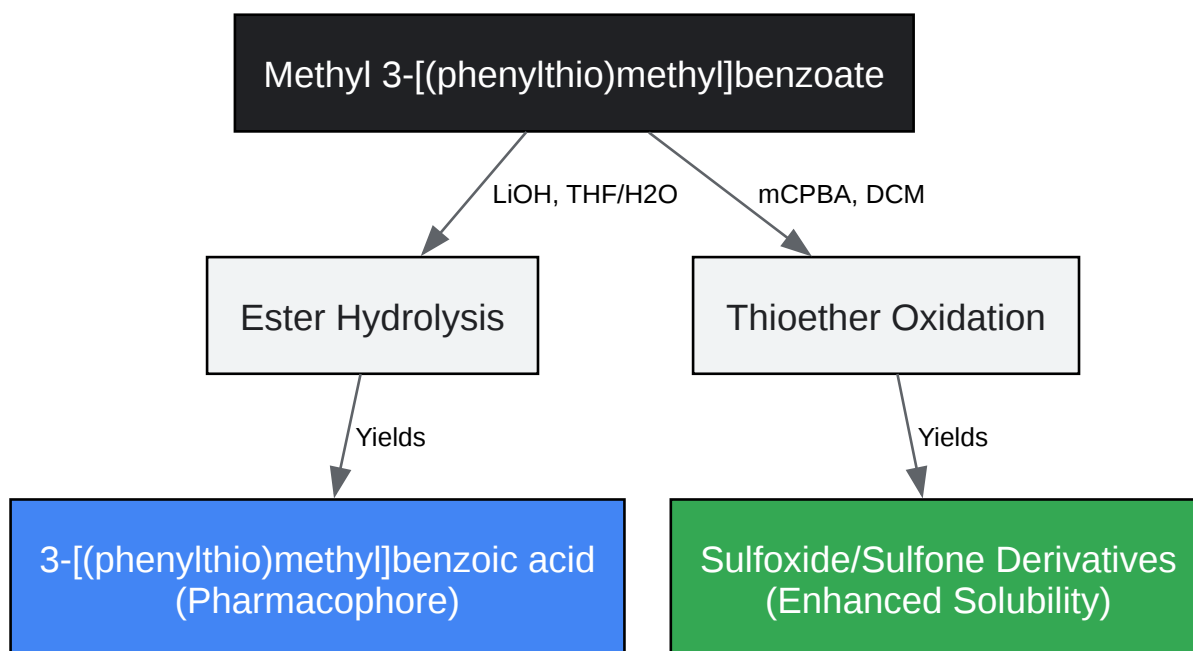 Methyl 3-[(phenylthio)methyl]benzoate
LiOH, THF/H2O
mCPBA, DCM
Ester Hydrolysis
Thioether Oxidation
Yields
Yields
3-[(phenylthio)methyl]benzoic acid
(Pharmacophore)
Sulfoxide/Sulfone Derivatives
(Enhanced Solubility)